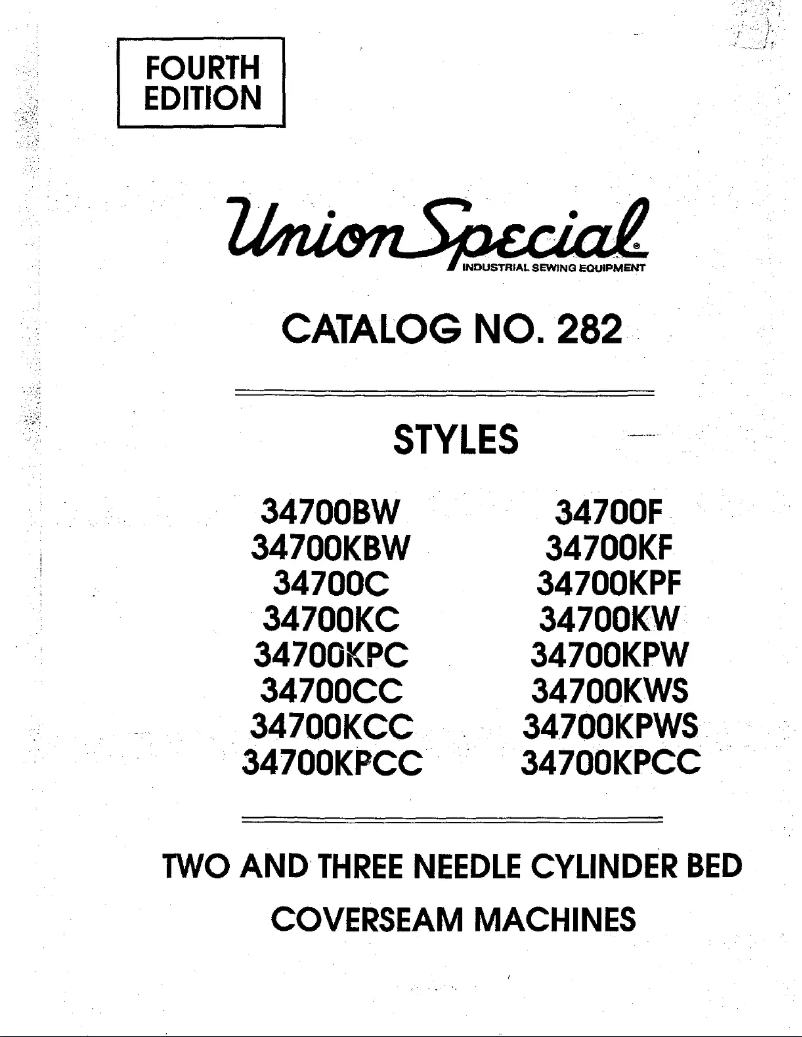 FOURTH
EDITION
Union Special®
INDUSTRIAL SEWING EQUIPMENT
CATALOG NO. 282
STYLES
34700BW 34700F
34700KBW 34700KF
34700C 34700KPF
34700KC 34700KW
34700KPC 34700KPW
34700CC 34700KWS
34700KCC 34700KPWS
34700KPCC 34700KPCC
TWO AND THREE NEEDLE CYLINDER BED
COVERSEAM MACHINES